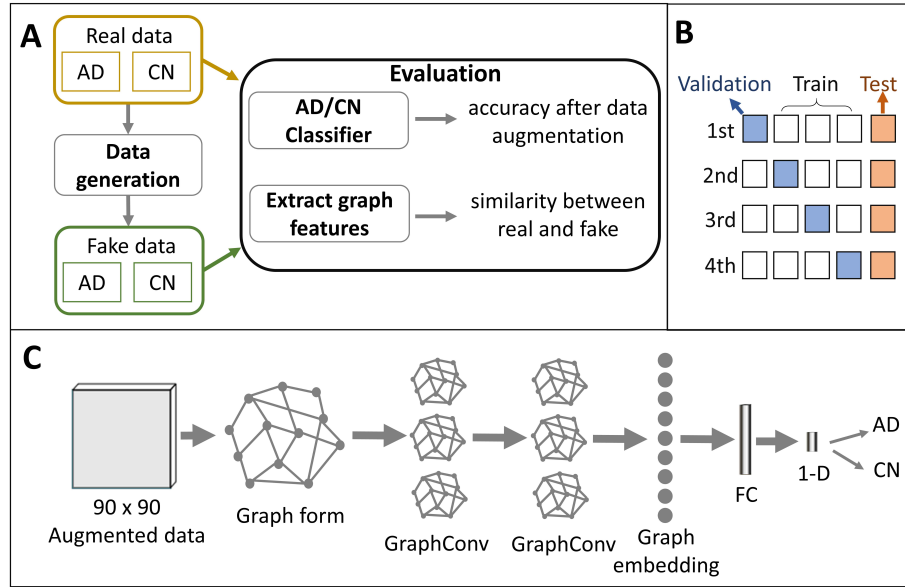 A
Real data
AD
CN
Data
generation
Fake data
AD
CN
Evaluation
AD/CN
Classifier
accuracy after data
augmentation
Extract graph
features
similarity between
real and fake
B
Validation
Train
Test
1st
2nd
3rd
4th
C
90 x 90
Augmented data
Graph form
GraphConv
GraphConv
Graph
embedding
FC
1-D
AD
CN